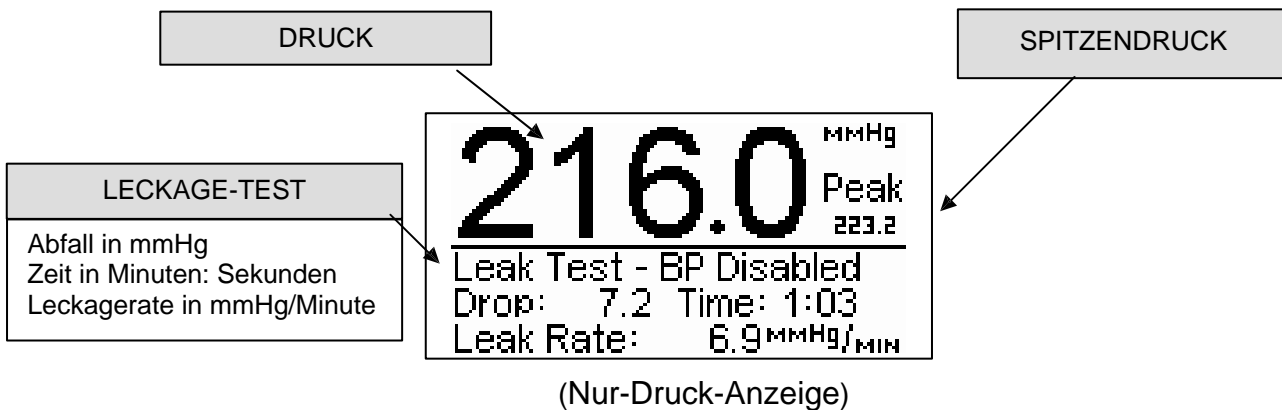 DRUCK
SPITZENDRUCK
216.0 mmHg
Peak
223.2
LECKAGE-TEST
Abfall in mmHg
Zeit in Minuten: Sekunden
Leckagerate in mmHg/Minute
Leak Test - BP Disabled
Drop: 7.2 Time: 1:03
Leak Rate: 6.9 mmHg/MIN
(Nur-Druck-Anzeige)